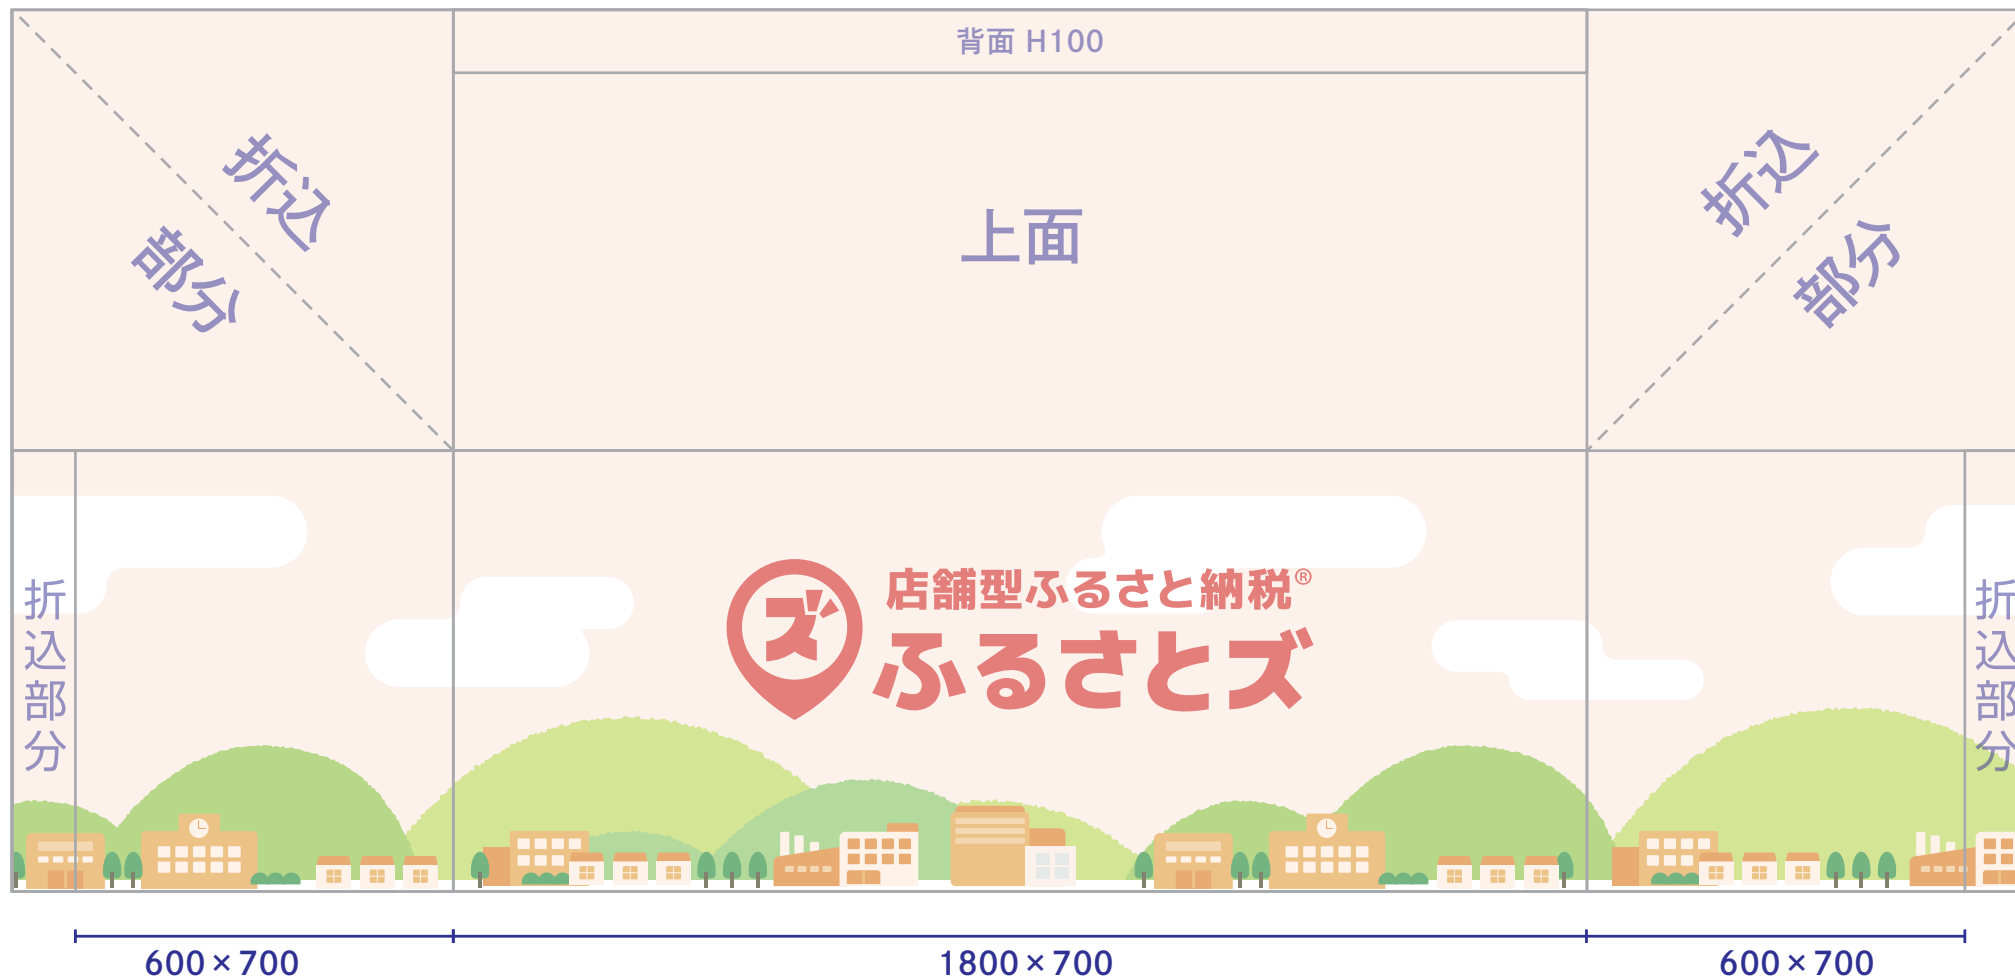 背面 H100
折込
部分
上面
折込
部分
折込部分
店舗型ふるさと納税®
ズ
ふるさとズ
折込部分
600×700
1800×700
600×700